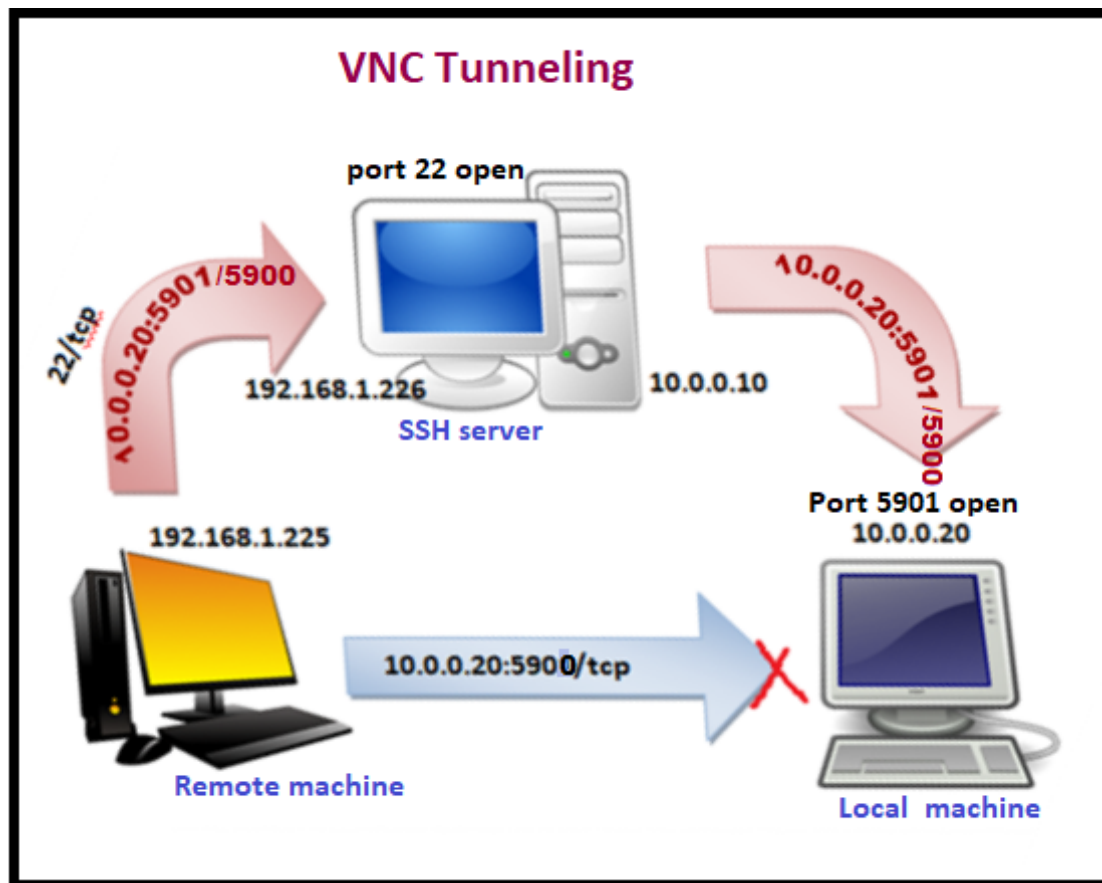 VNC Tunneling
port 22 open
22/tcp
10.0.0.20:5901/5900
192.168.1.226
SSH server
10.0.0.10
10.0.0.20:5901/5900
Port 5901 open
10.0.0.20
192.168.1.225
10.0.0.20:5900/tcp
Remote machine
Local machine